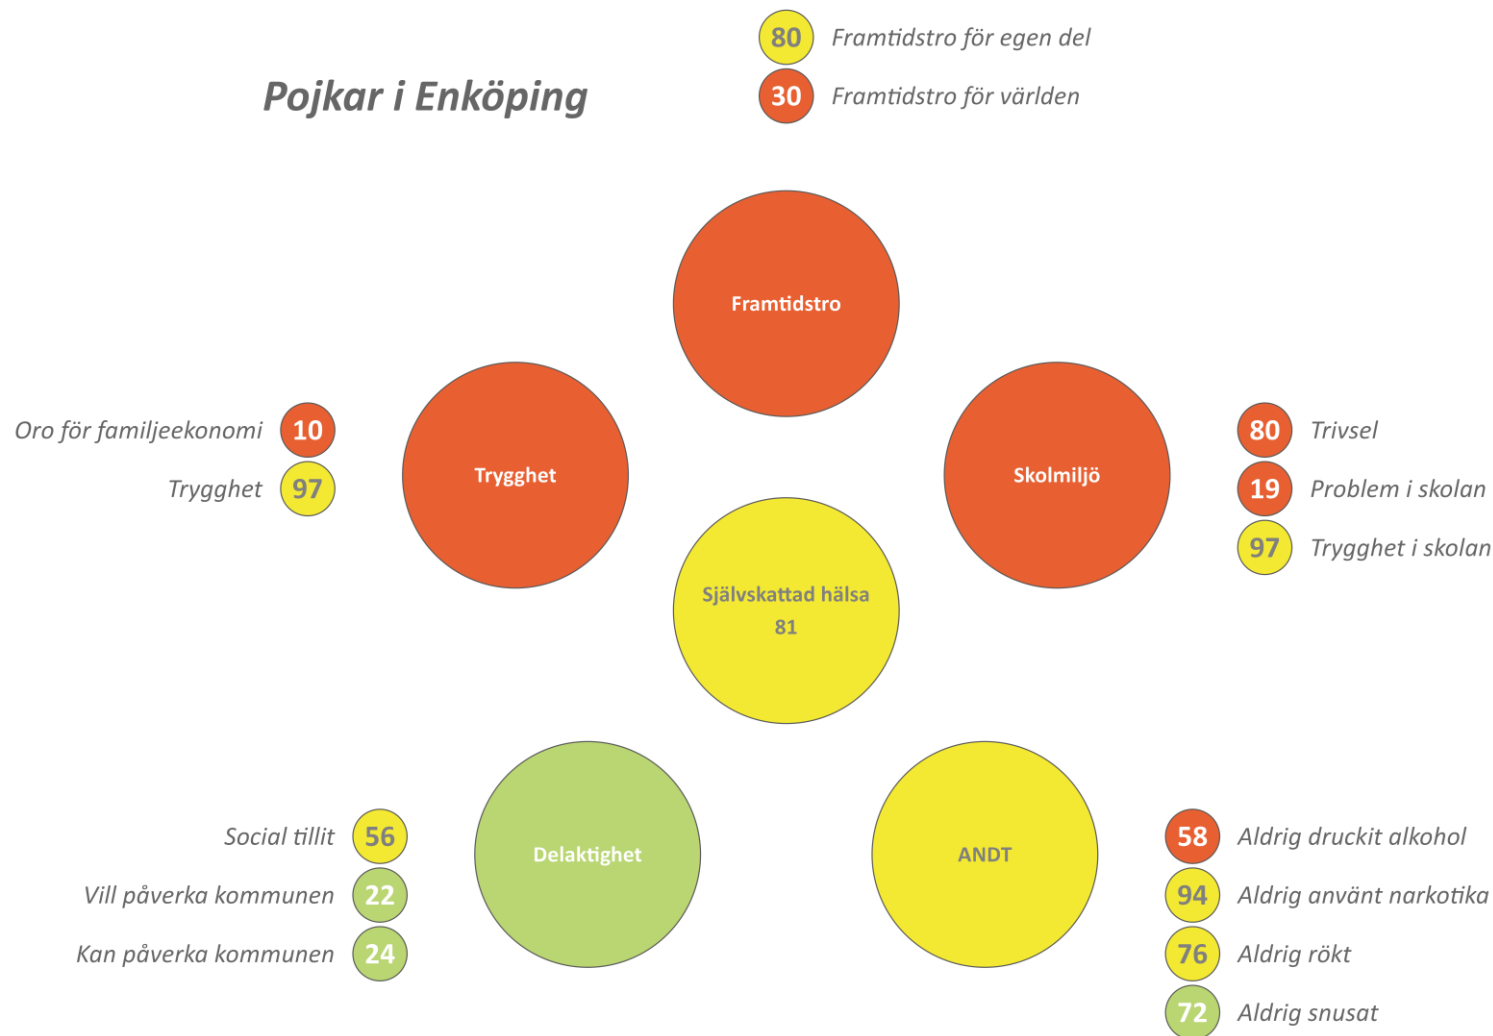 Pojkar i Enköping
80 Framtidstro för egen del
30 Framtidstro för världen
Framtidstro
Oro för familjeekonomi 10
Trygghet 97
Trygghet
Skolmiljö
80 Trivsel
19 Problem i skolan
97 Trygghet i skolan
Självskattad hälsa
81
Social tillit 56
Vill påverka kommunen 22
Kan påverka kommunen 24
Delaktighet
ANDT
58 Aldrig druckit alkohol
94 Aldrig använt narkotika
76 Aldrig rökt
72 Aldrig snusat